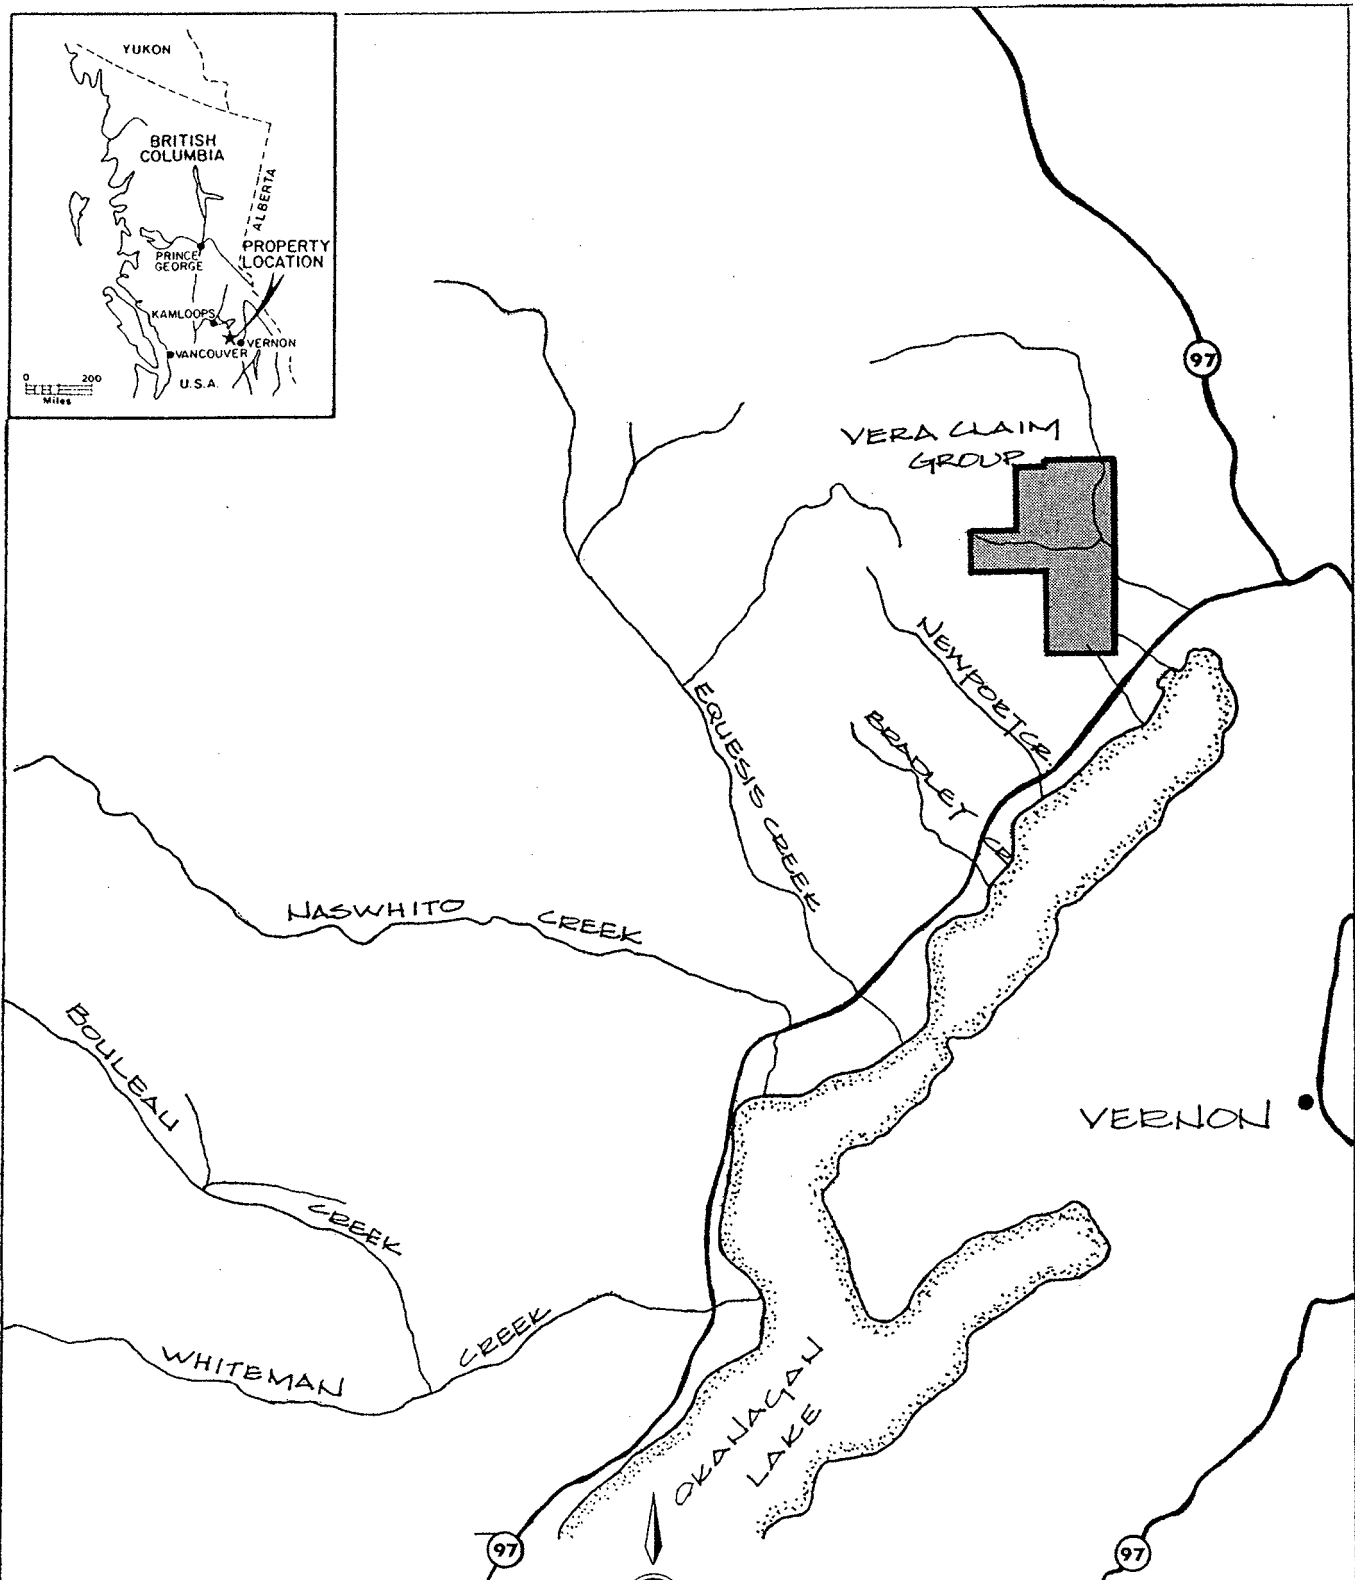 YUKON
BRITISH
COLUMBIA
ALBERTA
PROPERTY
LOCATION
PRINCE
GEORGE
KAMLOOPS
VERNON
VANCOUVER
U.S.A.
0 200
Miles
97
VERA CLAIM
GROUP
NEWPORT CR
BRADLEY CR
EQUESIS CREEK
NASWHITO CREEK
BOULEAU
CREEK
VERNON
WHITEMAN CREEK
OKANAGAN
LAKE
97
97